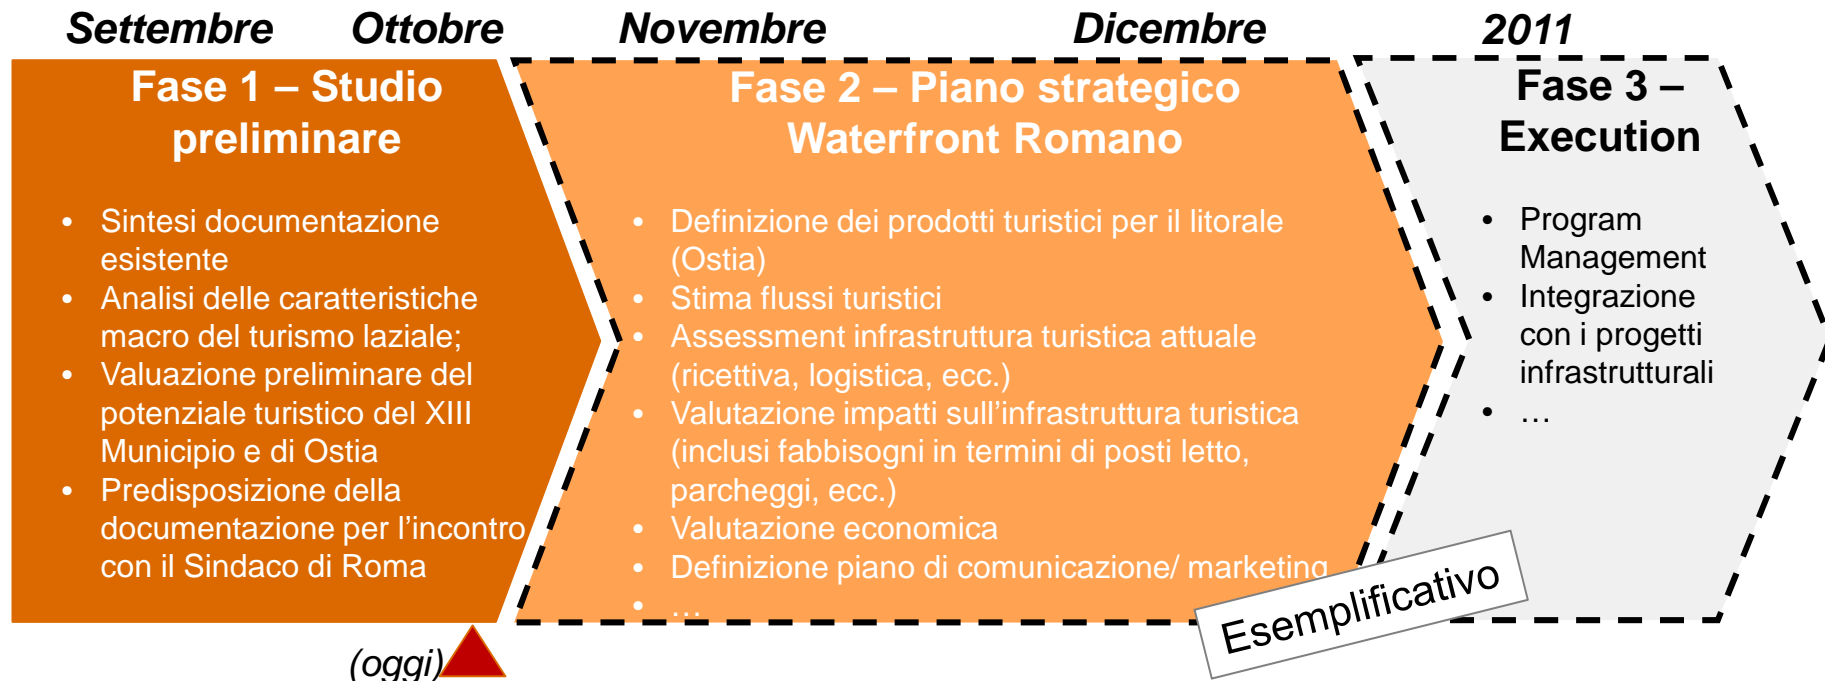 Settembre Ottobre Novembre Dicembre 2011
Fase 1 – Studio
preliminare
• Sintesi documentazione
esistente
• Analisi delle caratteristiche
macro del turismo laziale;
• Valuazione preliminare del
potenziale turistico del XIII
Municipio e di Ostia
• Predisposizione della
documentazione per l’incontro
con il Sindaco di Roma
(oggi)
Fase 2 – Piano strategico
Waterfront Romano
• Definizione dei prodotti turistici per il litorale
(Ostia)
• Stima flussi turistici
• Assessment infrastruttura turistica attuale
(ricettiva, logistica, ecc.)
• Valutazione impatti sull’infrastruttura turistica
(inclusi fabbisogni in termini di posti letto,
parcheggi, ecc.)
• Valutazione economica
• Definizione piano di comunicazione/ marketing
• …
Fase 3 –
Execution
• Program
Management
• Integrazione
con i progetti
infrastrutturali
• …
Esemplificativo